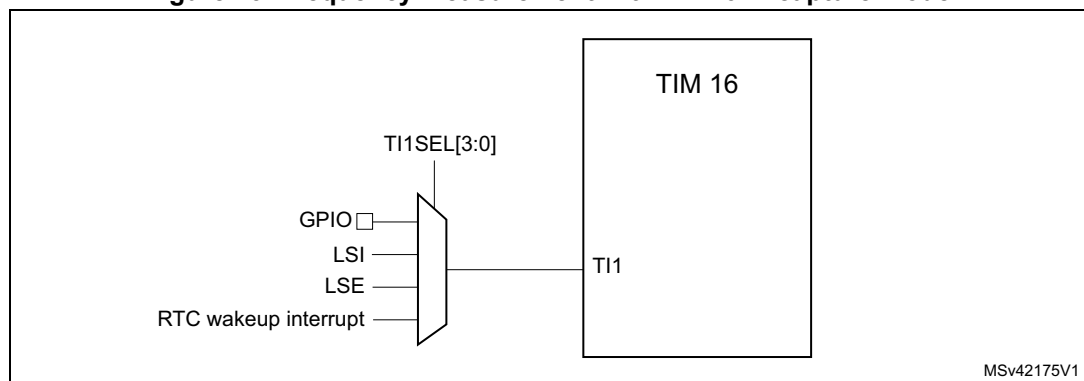 TIM 16
TI1SEL[3:0]
GPIO
LSI
TI1
LSE
RTC wakeup interrupt
MSv42175V1